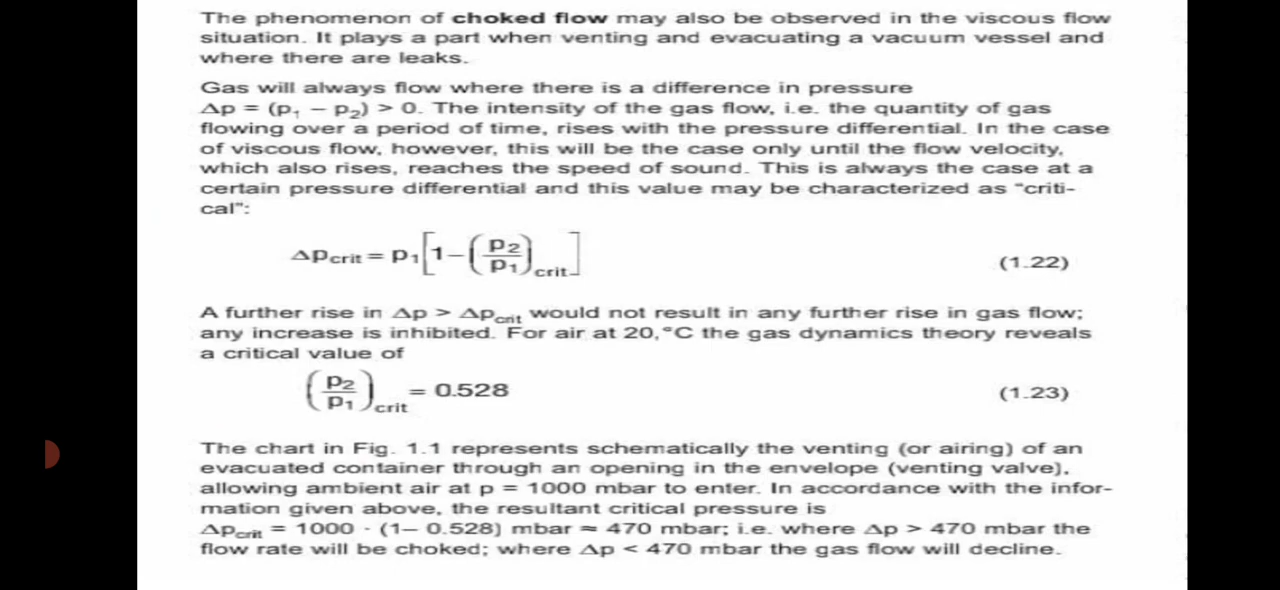 The phenomenon of choked flow may also be observed in the viscous flow
situation. It plays a part when venting and evacuating a vacuum vessel and
where there are leaks.
Gas will always flow where there is a difference in pressure
Δp = (p₁ – p₂) > 0. The intensity of the gas flow, i.e. the quantity of gas
flowing over a period of time, rises with the pressure differential. In the case
of viscous flow, however, this will be the case only until the flow velocity,
which also rises, reaches the speed of sound. This is always the case at a
certain pressure differential and this value may be characterized as "criti-
cal":
Δp_crit = p₁[1–(p₂/p₁)_crit] (1.22)
A further rise in Δp > Δp_crit would not result in any further rise in gas flow;
any increase is inhibited. For air at 20,°C the gas dynamics theory reveals
a critical value of
(p₂/p₁)_crit = 0.528 (1.23)
The chart in Fig. 1.1 represents schematically the venting (or airing) of an
evacuated container through an opening in the envelope (venting valve),
allowing ambient air at p = 1000 mbar to enter. In accordance with the infor-
mation given above, the resultant critical pressure is
Δp_crit = 1000 · (1– 0.528) mbar ≈ 470 mbar; i.e. where Δp > 470 mbar the
flow rate will be choked; where Δp < 470 mbar the gas flow will decline.